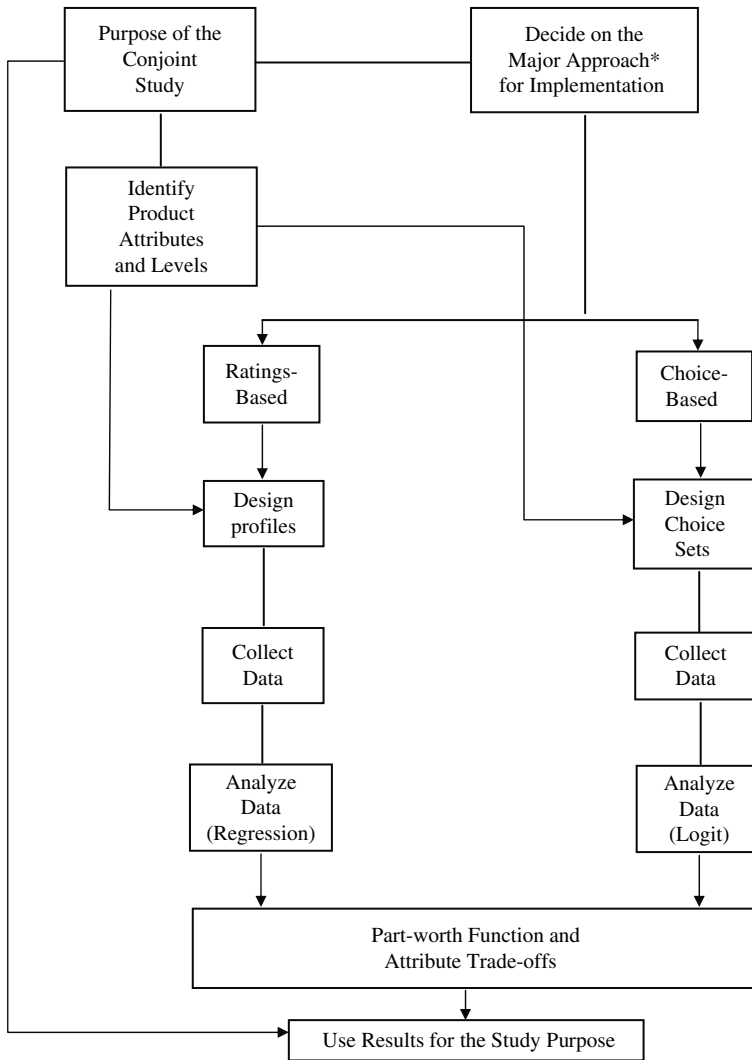 Purpose of the
Conjoint
Study
Decide on the
Major Approach*
for Implementation
Identify
Product
Attributes
and Levels
Ratings-
Based
Choice-
Based
Design
profiles
Design
Choice
Sets
Collect
Data
Collect
Data
Analyze
Data
(Regression)
Analyze
Data
(Logit)
Part-worth Function and
Attribute Trade-offs
Use Results for the Study Purpose